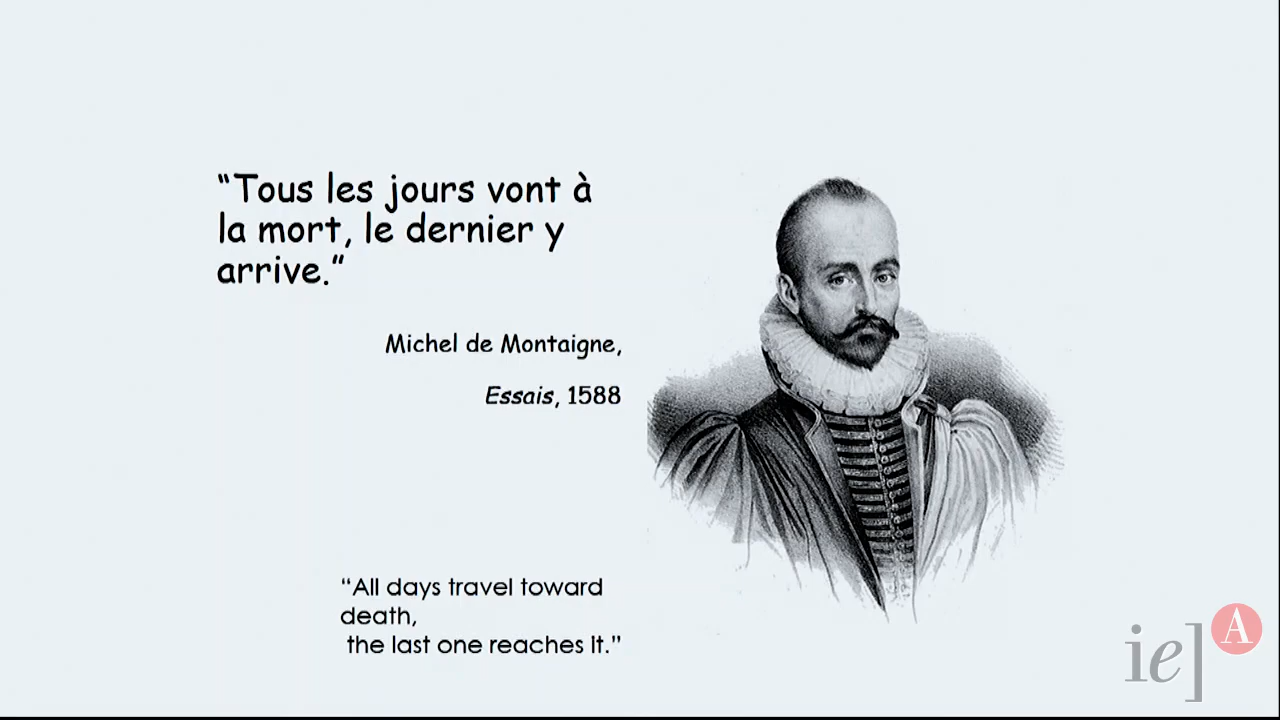 “Tous les jours vont à
la mort, le dernier y
arrive.”
Michel de Montaigne,
Essais, 1588
“All days travel toward
death,
the last one reaches it.”
ie]
A